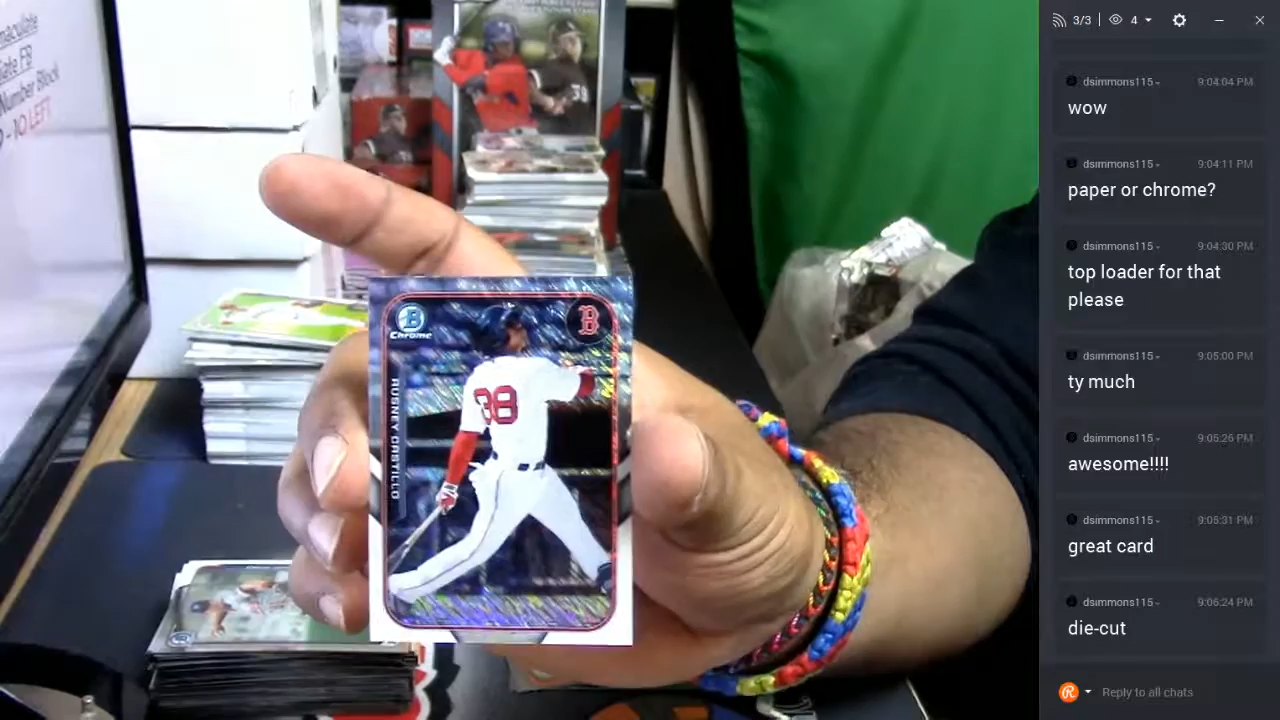 Number Block
- 10 LEFT
39
B
Chrome
B
38
RUSNEY CASTILLO
3/3
4
dsimmons115
9:04:04 PM
wow
dsimmons115
9:04:11 PM
paper or chrome?
dsimmons115
9:04:30 PM
top loader for that
please
dsimmons115
9:05:00 PM
ty much
dsimmons115
9:05:26 PM
awesome!!!!
dsimmons115
9:05:31 PM
great card
dsimmons115
9:06:24 PM
die-cut
Reply to all chats